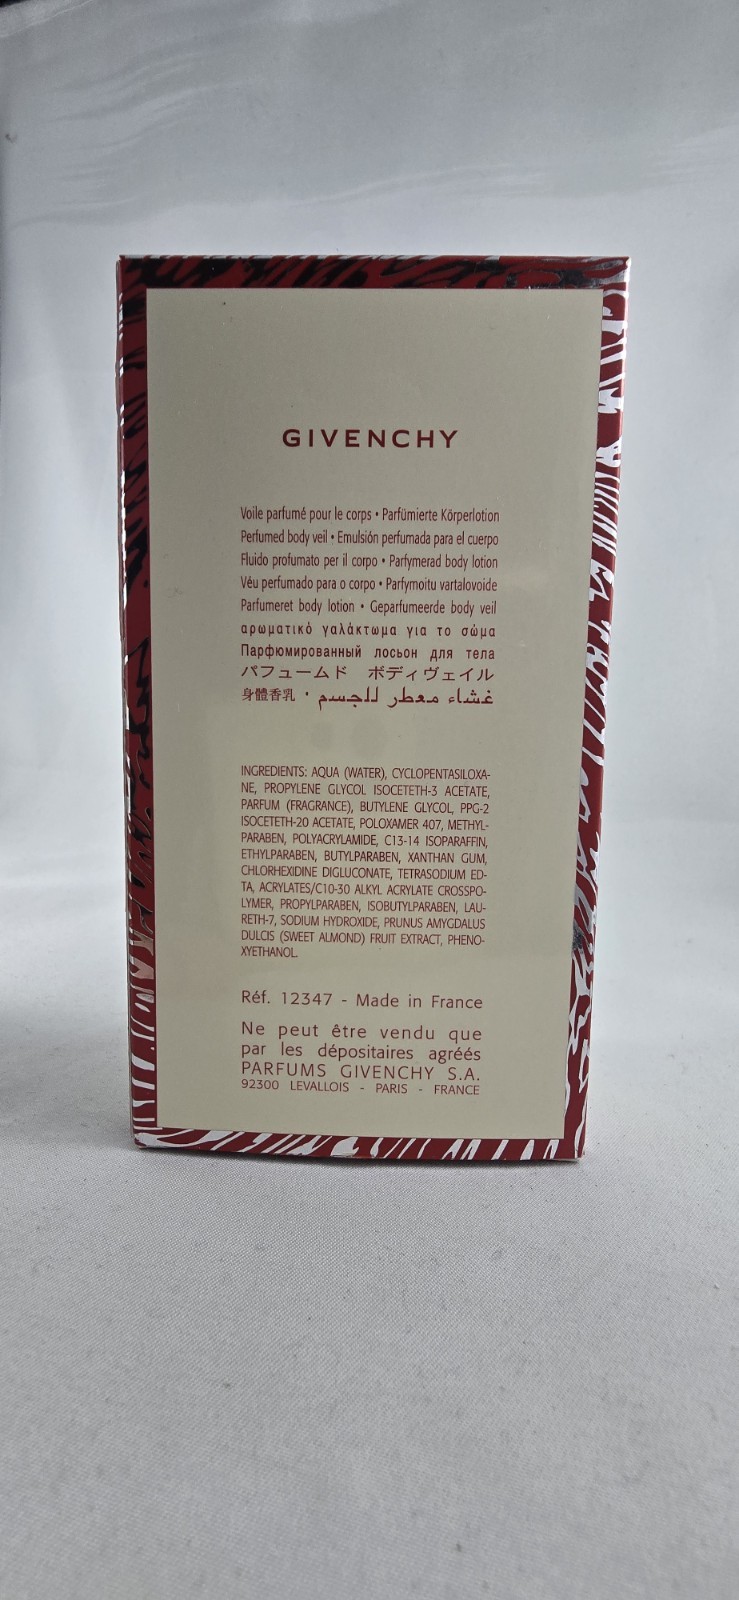 GIVENCHY
Voile parfumé pour le corps • Parfümierte Körperlotion
Perfumed body veil • Emulsión perfumada para el cuerpo
Fluido profumato per il corpo • Parfymerad body lotion
Véu perfumado para o corpo • Parfymoitu vartalovoide
Parfumeret body lotion • Geparfumeerde body veil
αρωματικό γαλάκτωμα για το σώμα
Парфюмированный лосьон для тела
パフュームド ボディヴェイル
身體香乳 • غشاء معطر للجسم
INGREDIENTS: AQUA (WATER), CYCLOPENTASILOXA-
NE, PROPYLENE GLYCOL ISOCETETH-3 ACETATE,
PARFUM (FRAGRANCE), BUTYLENE GLYCOL, PPG-2
ISOCETETH-20 ACETATE, POLOXAMER 407, METHYL-
PARABEN, POLYACRYLAMIDE, C13-14 ISOPARAFFIN,
ETHYLPARABEN, BUTYLPARABEN, XANTHAN GUM,
CHLORHEXIDINE DIGLUCONATE, TETRASODIUM ED-
TA, ACRYLATES/C10-30 ALKYL ACRYLATE CROSSPO-
LYMER, PROPYLPARABEN, ISOBUTYLPARABEN, LAU-
RETH-7, SODIUM HYDROXIDE, PRUNUS AMYGDALUS
DULCIS (SWEET ALMOND) FRUIT EXTRACT, PHENO-
XYETHANOL.
Réf. 12347 - Made in France
Ne peut être vendu que
par les dépositaires agréés
PARFUMS GIVENCHY S.A.
92300 LEVALLOIS - PARIS - FRANCE